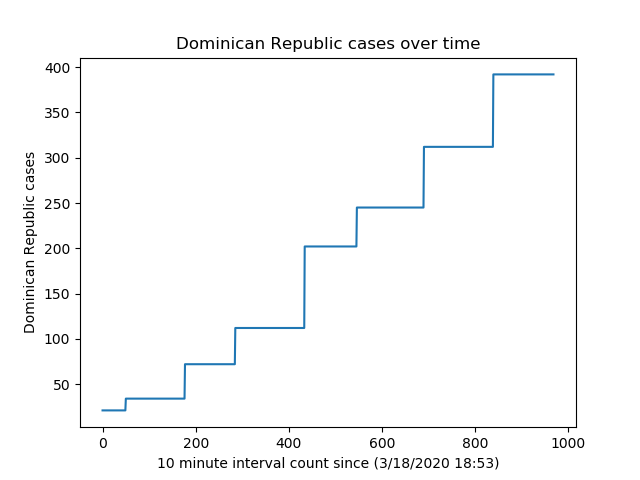 Dominican Republic cases over time
400
350
300
250
200
150
100
50
Dominican Republic cases
0 200 400 600 800 1000
10 minute interval count since (3/18/2020 18:53)